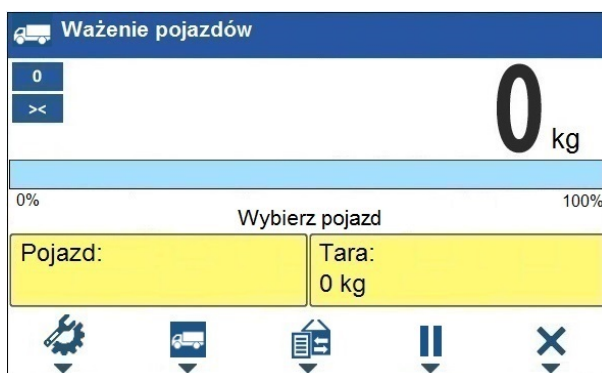 Ważenie pojazdów
0
><
0 kg
0%
100%
Wybierz pojazd
Pojazd:
Tara:
0 kg